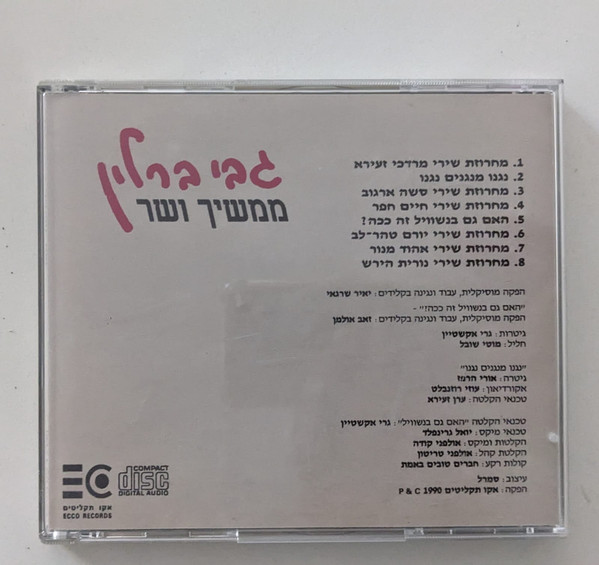 גבי ברלין
ממשיך ושר
1. מחרוזת שירי מרדכי זעירא
2. נגנו מנגנים נגנו
3. מחרוזת שירי סשה ארגוב
4. מחרוזת שירי חיים חפר
5. האם גם בנשוויל זה ככה?
6. מחרוזת שירי יורם טהר־לב
7. מחרוזת שירי אהוד מנור
8. מחרוזת שירי נורית הירש
הפקה מוסיקלית, עבוד ונגינה בקלידים: יאיר שרגאי
"האם גם בנשוויל זה ככה?" -
הפקה מוסיקלית, עבוד ונגינה בקלידים: זאב אולמן
גיטרות: גרי אקשטיין
חליל: מוטי שובל
"נגנו מנגנים נגנו"
גיטרה: אורי הרפז
אקורדיאון: עוזי רוזנבלט
טכנאי הקלטה: ערן זעירא
טכנאי הקלטה "האם גם בנשוויל": גרי אקשטיין
טכנאי מיקס: יואל גרינפלד
הקלטות ומיקס: אולפני קודה
הקלטת קהל: אולפני טריטון
קולות רקע: חברים טובים באמת
עיצוב: סמרל
הפקה: אקו תקליטים P & C 1990
אקו תקליטים
ECCO RECORDS
COMPACT
disc
DIGITAL AUDIO